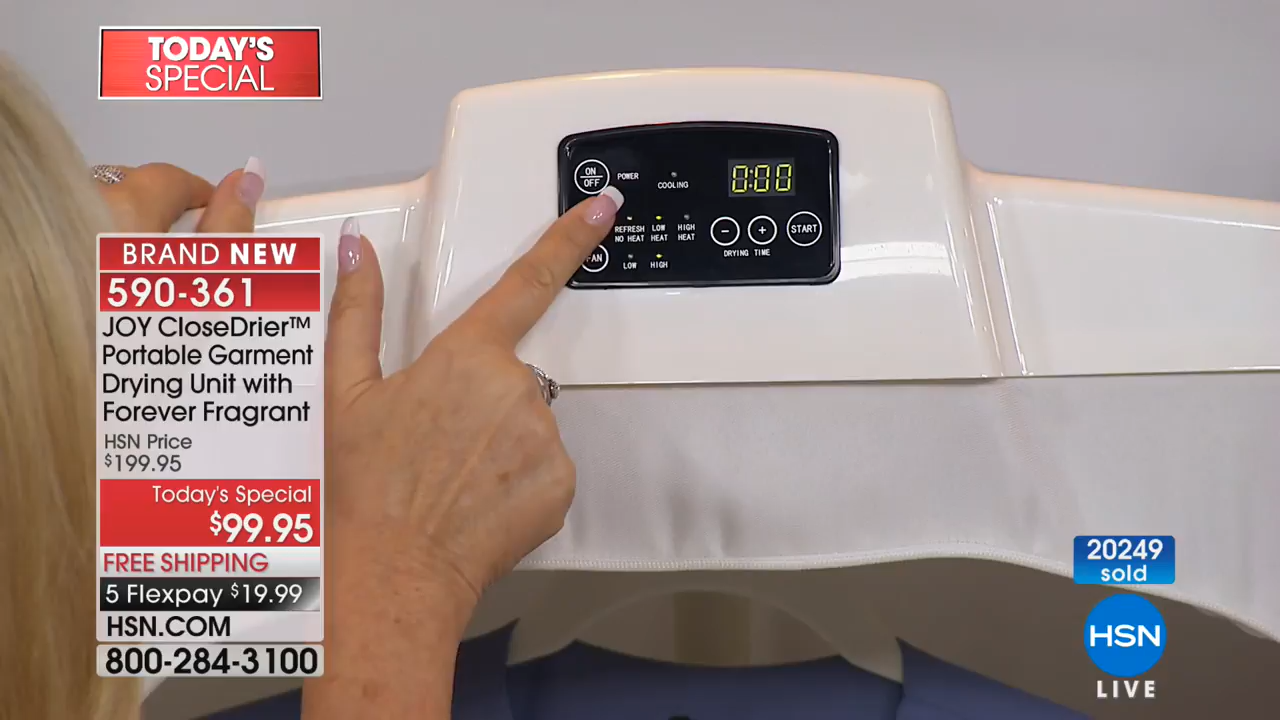 TODAY'S
SPECIAL
BRAND NEW
590-361
JOY CloseDrier™
Portable Garment
Drying Unit with
Forever Fragrant
HSN Price
$199.95
Today's Special
$99.95
FREE SHIPPING
5 Flexpay $19.99
HSN.COM
800-284-3100
ON
OFF
POWER
COOLING
0:00
REFRESH
NO HEAT
LOW
HEAT
HIGH
HEAT
FAN
LOW
HIGH
- +
DRYING TIME
START
20249
sold
HSN
LIVE